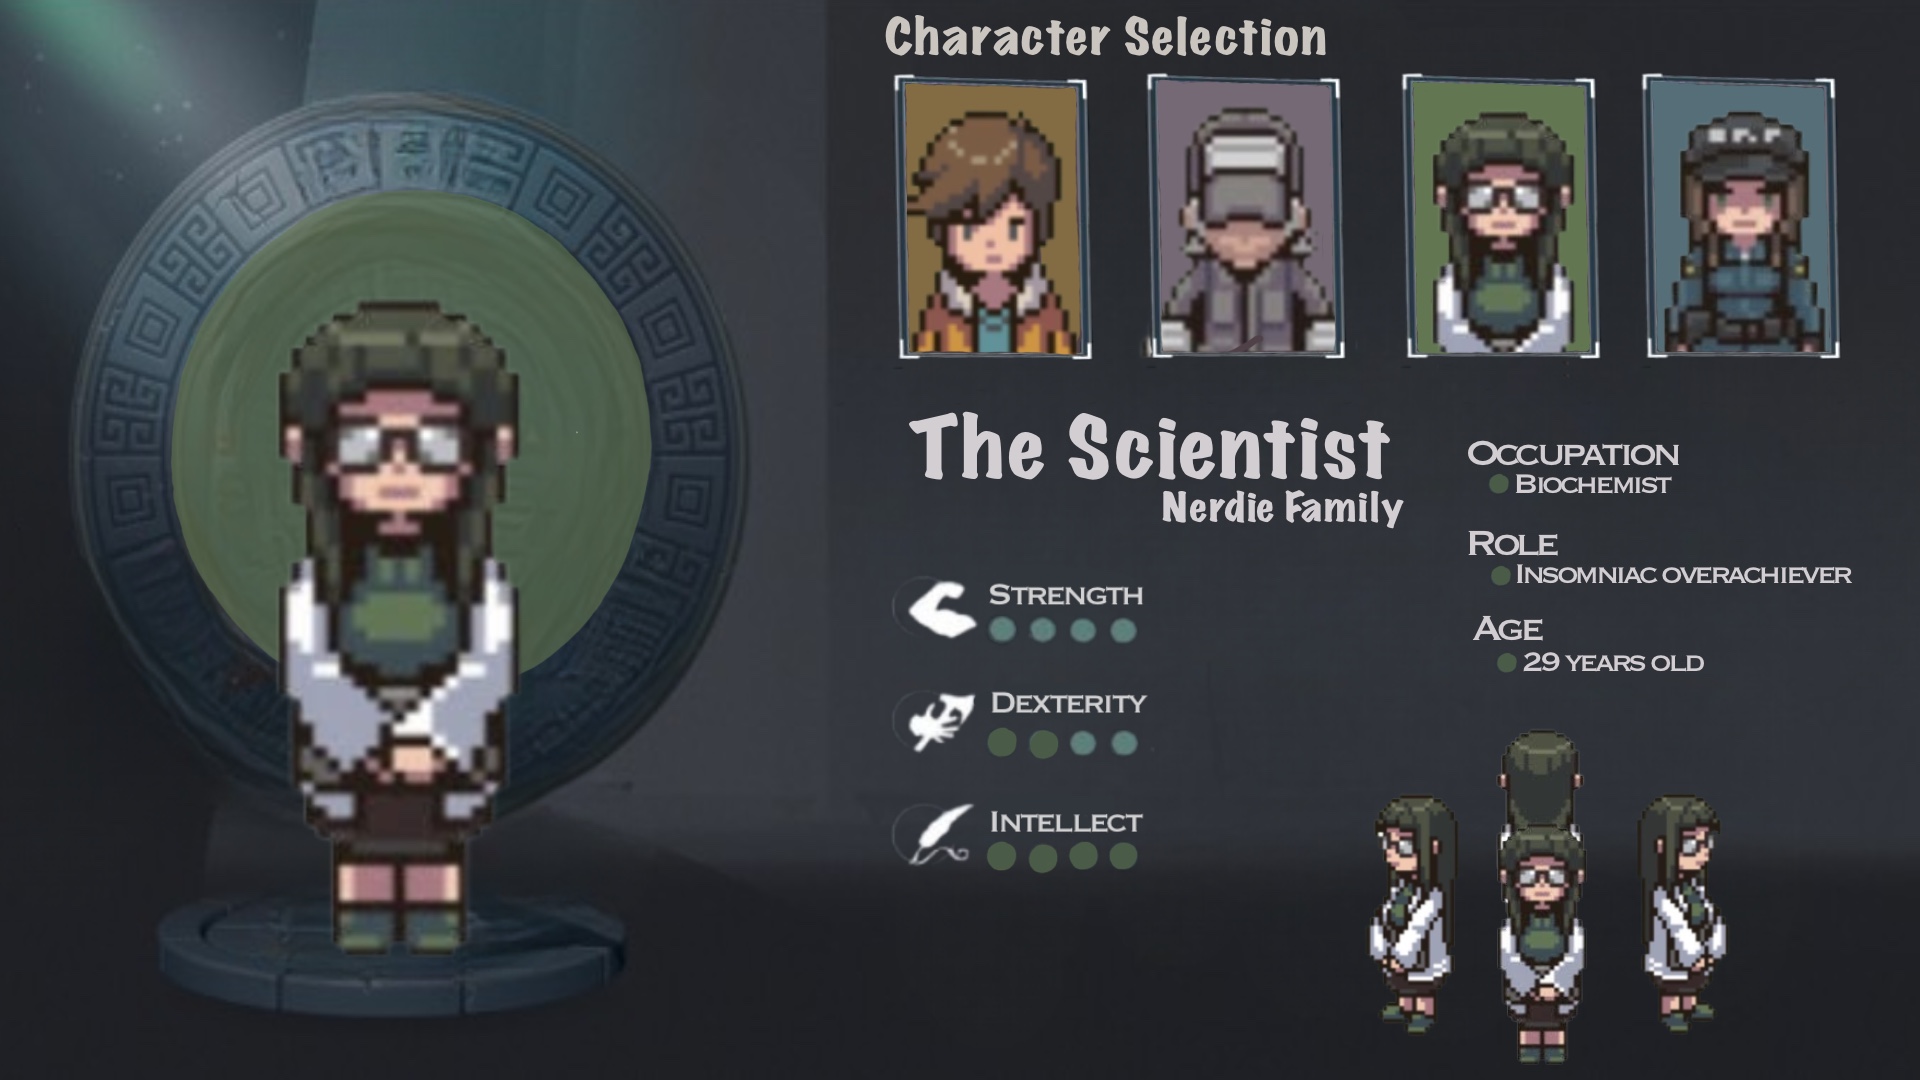 Character Selection
The Scientist
Nerdie Family
OCCUPATION
BIOCHEMIST
ROLE
INSOMNIAC OVERACHIEVER
AGE
29 YEARS OLD
STRENGTH
DEXTERITY
INTELLECT